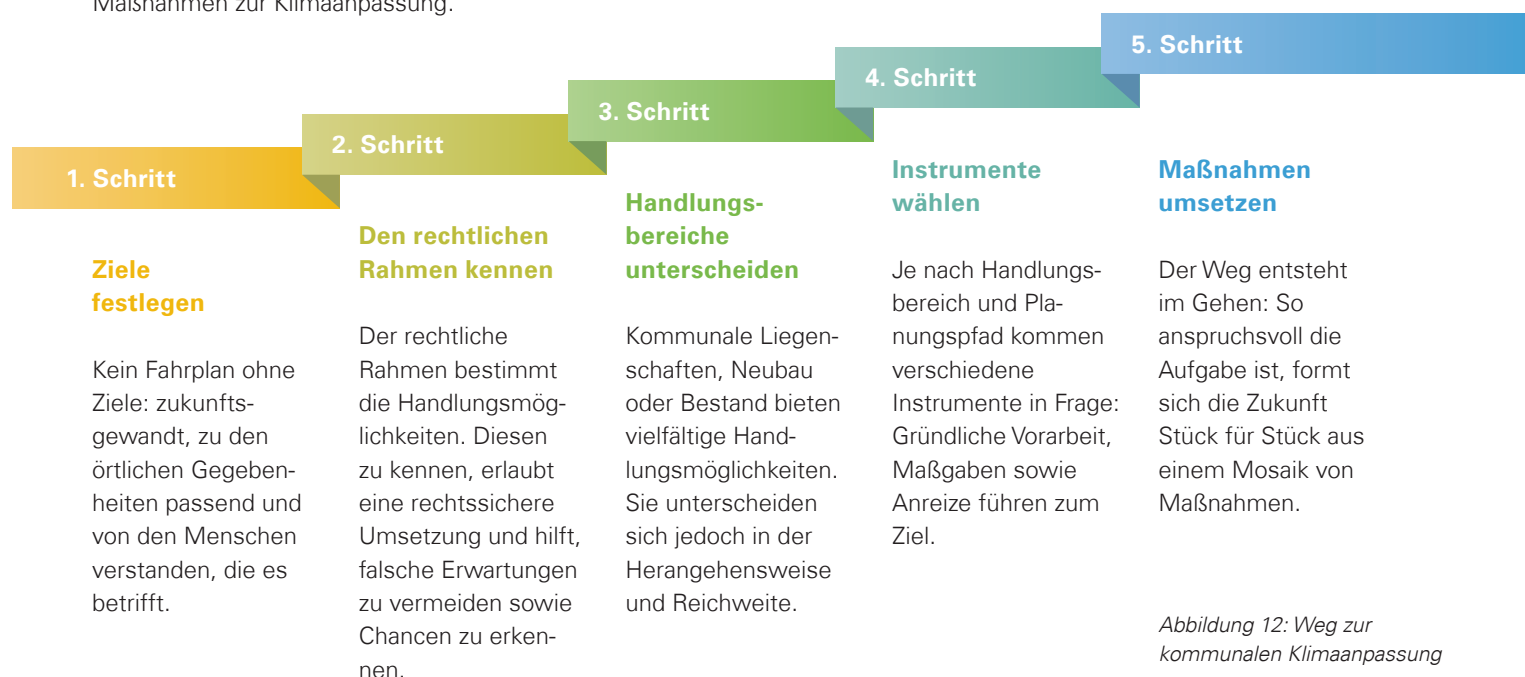 Maßnahmen zur Klimaanpassung.
1. Schritt
Ziele
festlegen
Kein Fahrplan ohne
Ziele: zukunfts-
gewandt, zu den
örtlichen Gegeben-
heiten passend und
von den Menschen
verstanden, die es
betrifft.
2. Schritt
Den rechtlichen
Rahmen kennen
Der rechtliche
Rahmen bestimmt
die Handlungsmög-
lichkeiten. Diesen
zu kennen, erlaubt
eine rechtssichere
Umsetzung und hilft,
falsche Erwartungen
zu vermeiden sowie
Chancen zu erken-
nen.
3. Schritt
Handlungs-
bereiche
unterscheiden
Kommunale Liegen-
schaften, Neubau
oder Bestand bieten
vielfältige Hand-
lungsmöglichkeiten.
Sie unterscheiden
sich jedoch in der
Herangehensweise
und Reichweite.
4. Schritt
Instrumente
wählen
Je nach Handlungs-
bereich und Pla-
nungspfad kommen
verschiedene
Instrumente in Frage:
Gründliche Vorarbeit,
Maßgaben sowie
Anreize führen zum
Ziel.
5. Schritt
Maßnahmen
umsetzen
Der Weg entsteht
im Gehen: So
anspruchsvoll die
Aufgabe ist, formt
sich die Zukunft
Stück für Stück aus
einem Mosaik von
Maßnahmen.
Abbildung 12: Weg zur
kommunalen Klimaanpassung